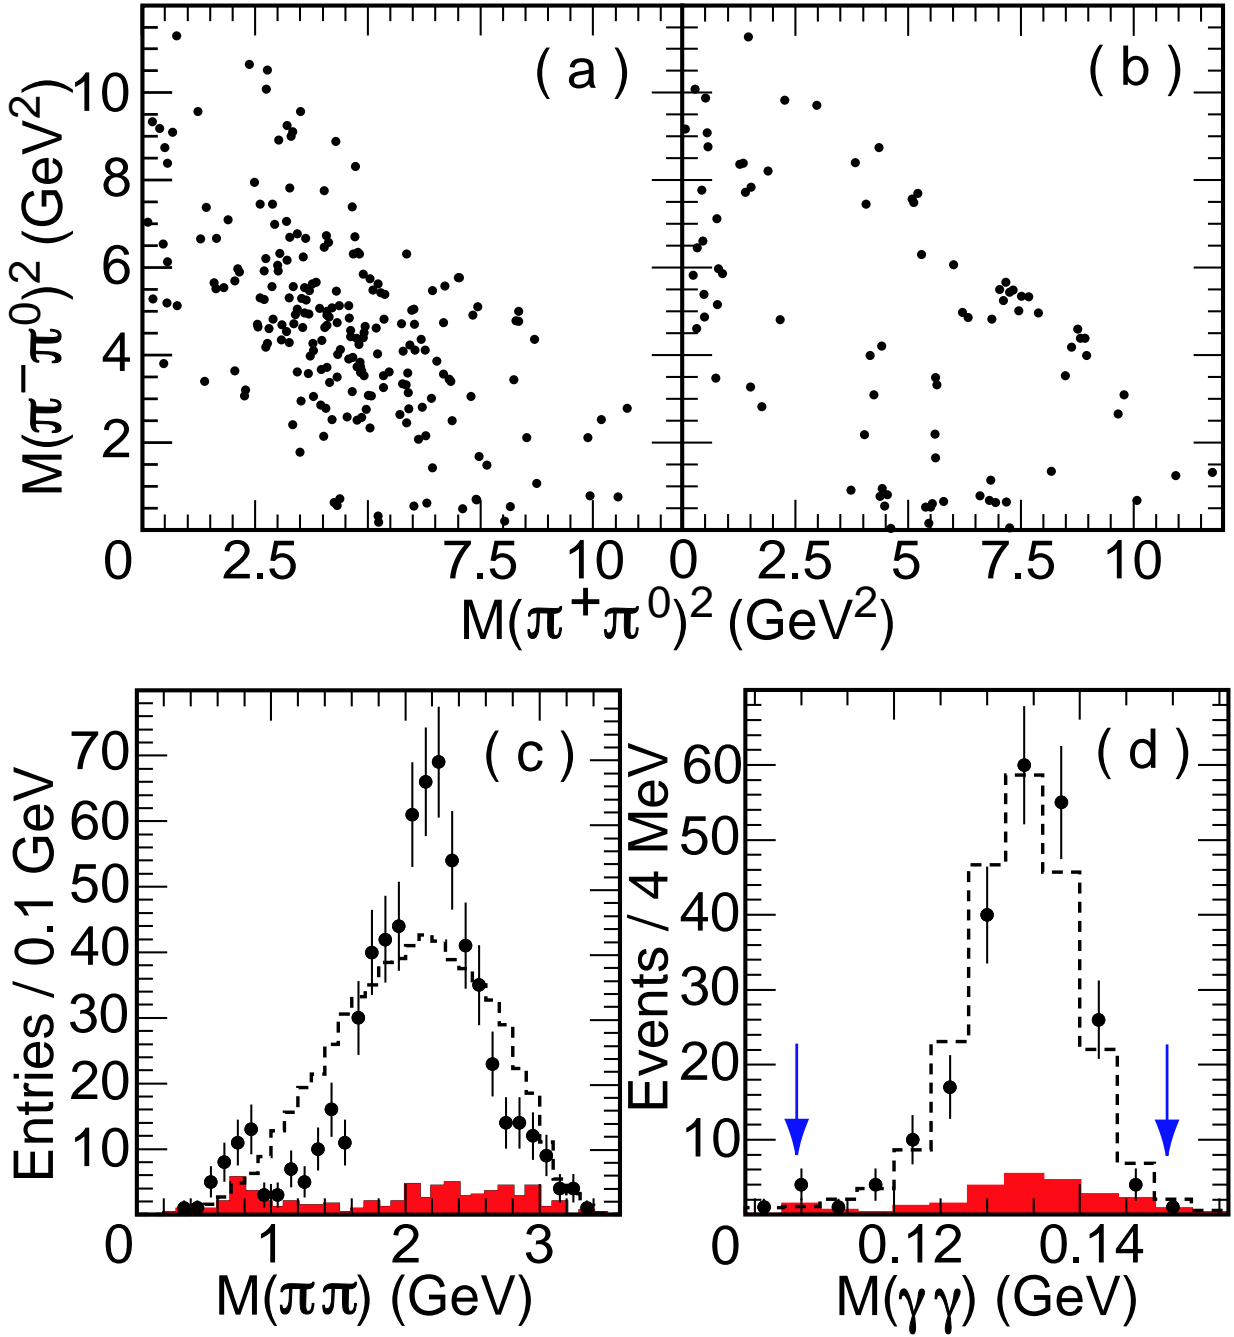 ( a )
( b )
M(π⁻π⁰)² (GeV²)
10
8
6
4
2
0 2.5 7.5 10
0 2.5 5 7.5 10
M(π⁺π⁰)² (GeV²)
( c )
Entries / 0.1 GeV
70
60
50
40
30
20
10
0 1 2 3
M(ππ) (GeV)
( d )
Events / 4 MeV
60
50
40
30
20
10
0 0.12 0.14
M(γγ) (GeV)